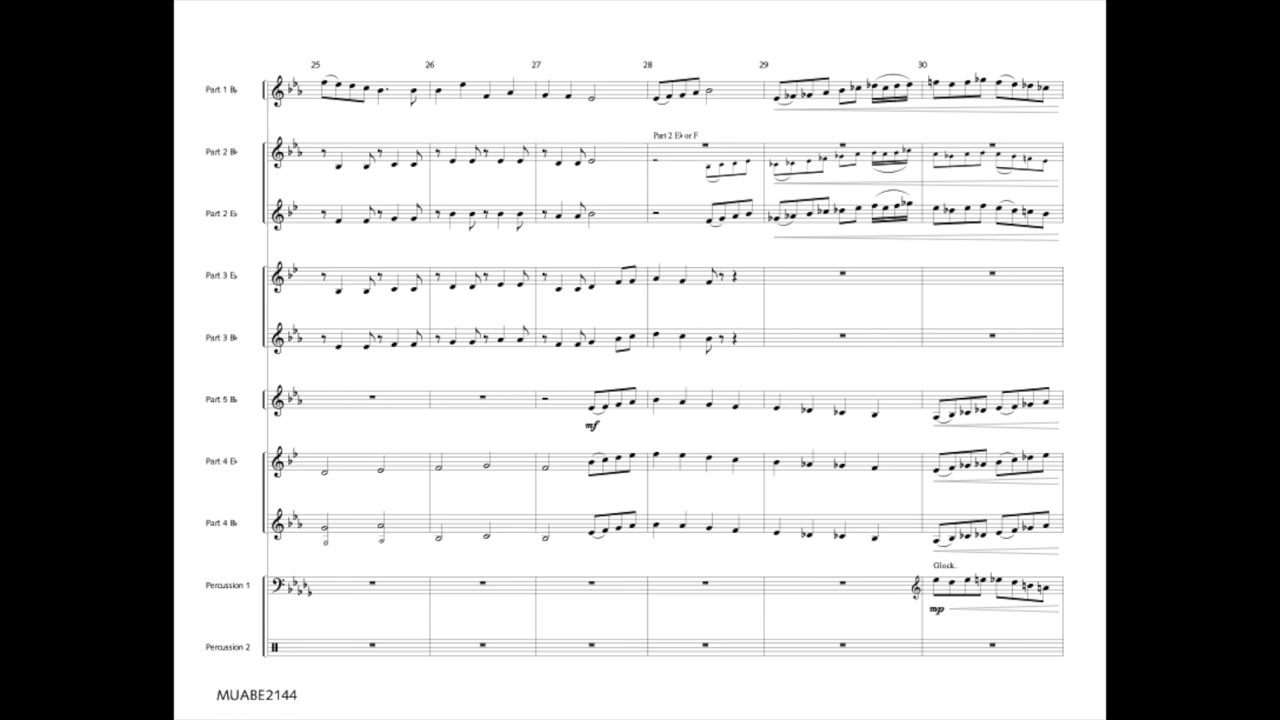 25 26 27 28 29 30
Part 1 B♭
Part 2 E♭ or F
Part 2 B♭
Part 2 E♭
Part 3 E♭
Part 3 B♭
Part 5 B♭
mf
Part 4 E♭
Part 4 B♭
Glock.
Percussion 1
mp
Percussion 2
MUABE2144